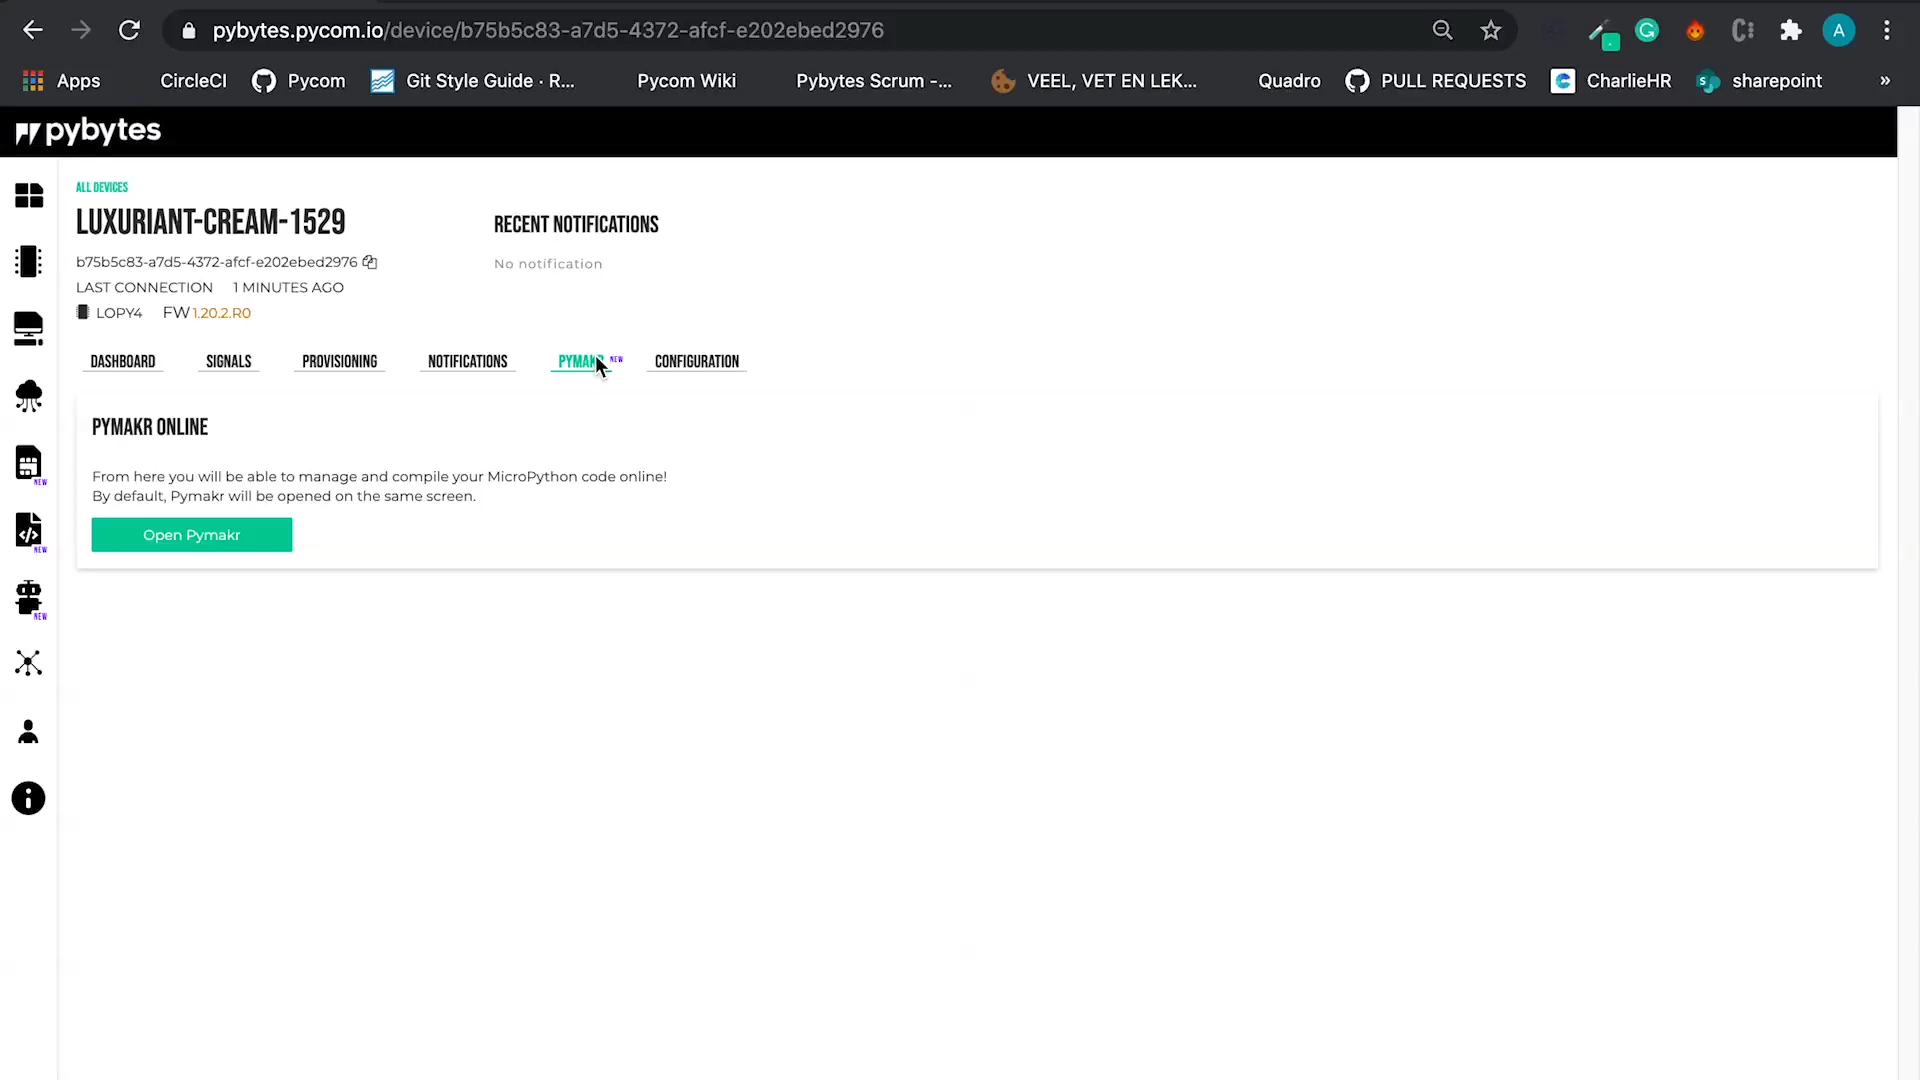 pybytes.pycom.io/device/b75b5c83-a7d5-4372-afcf-e202ebed2976
A
Apps
CircleCI
Pycom
Git Style Guide · R...
Pycom Wiki
Pybytes Scrum -...
VEEL, VET EN LEK...
Quadro
PULL REQUESTS
CharlieHR
sharepoint
»
pybytes
ALL DEVICES
LUXURIANT-CREAM-1529
b75b5c83-a7d5-4372-afcf-e202ebed2976
LAST CONNECTION 1 MINUTES AGO
LOPY4 FW 1.20.2.R0
RECENT NOTIFICATIONS
No notification
DASHBOARD
SIGNALS
PROVISIONING
NOTIFICATIONS
PYMAKR NEW
CONFIGURATION
PYMAKR ONLINE
From here you will be able to manage and compile your MicroPython code online!
By default, Pymakr will be opened on the same screen.
Open Pymakr
NEW
NEW
NEW